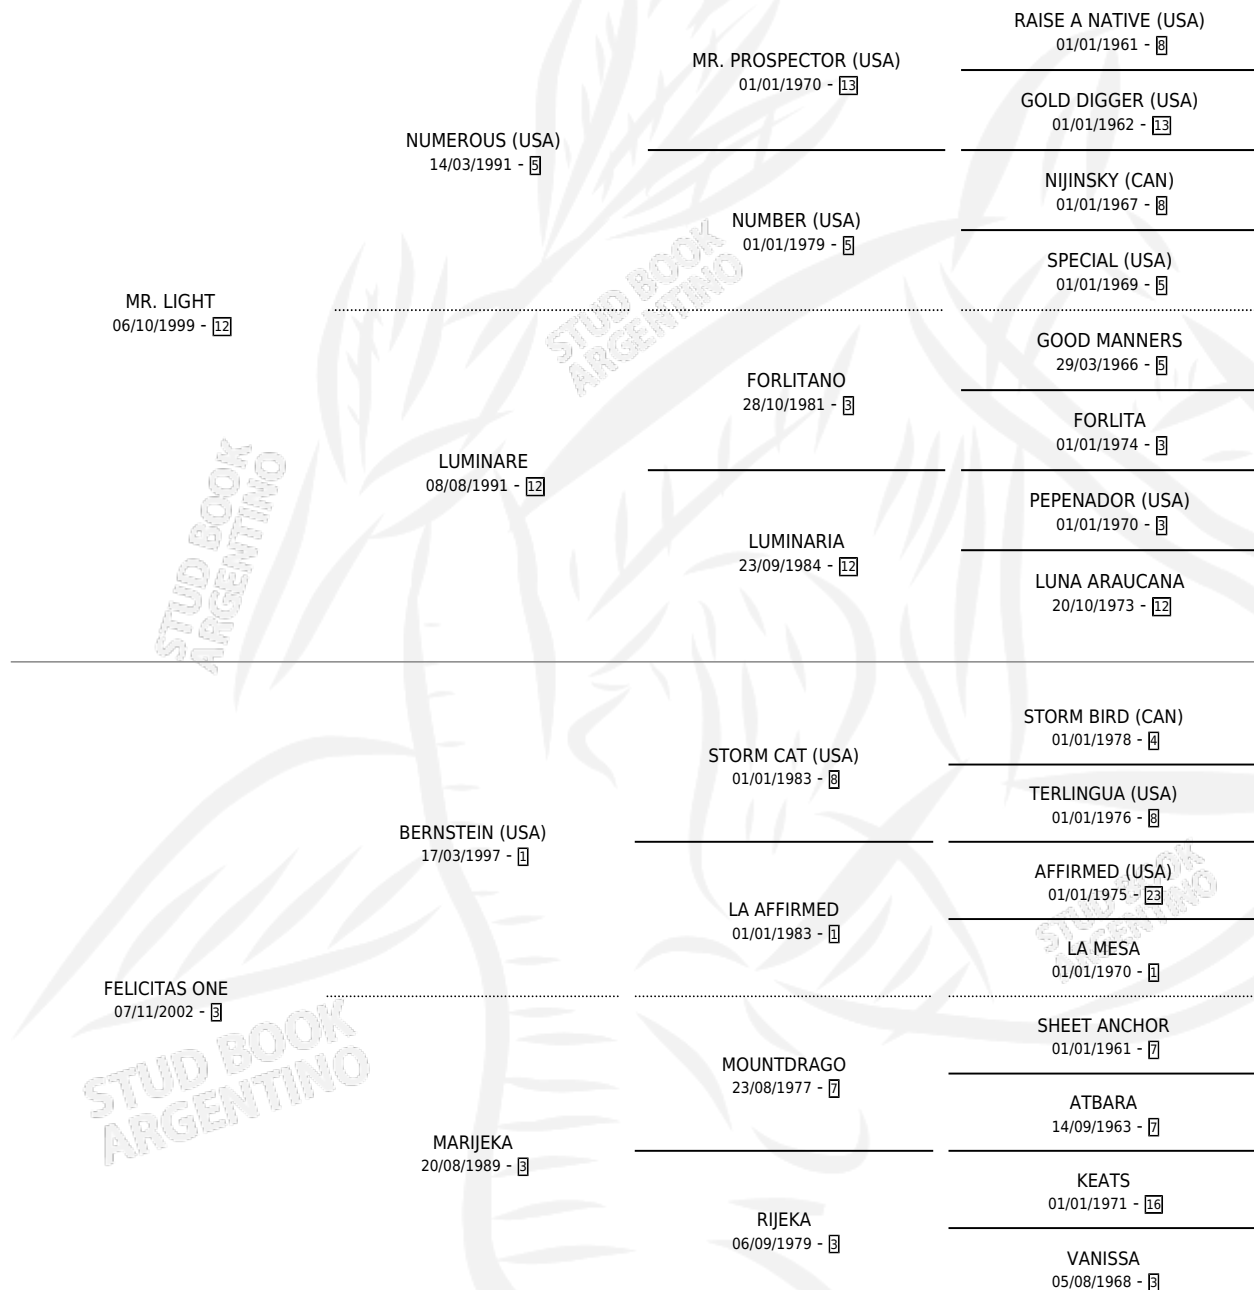 RAISE A NATIVE (USA)
01/01/1961 - 8
MR. PROSPECTOR (USA)
01/01/1970 - 13
GOLD DIGGER (USA)
01/01/1962 - 13
NUMEROUS (USA)
14/03/1991 - 5
NIJINSKY (CAN)
01/01/1967 - 8
NUMBER (USA)
01/01/1979 - 5
SPECIAL (USA)
01/01/1969 - 5
MR. LIGHT
06/10/1999 - 12
GOOD MANNERS
29/03/1966 - 5
FORLITANO
28/10/1981 - 3
FORLITA
01/01/1974 - 3
LUMINARE
08/08/1991 - 12
PEPENADOR (USA)
01/01/1970 - 3
LUMINARIA
23/09/1984 - 12
LUNA ARAUCANA
20/10/1973 - 12
STORM BIRD (CAN)
01/01/1978 - 4
STORM CAT (USA)
01/01/1983 - 8
TERLINGUA (USA)
01/01/1976 - 8
BERNSTEIN (USA)
17/03/1997 - 1
AFFIRMED (USA)
01/01/1975 - 23
LA AFFIRMED
01/01/1983 - 1
LA MESA
01/01/1970 - 1
FELICITAS ONE
07/11/2002 - 3
SHEET ANCHOR
01/01/1961 - 7
MOUNTDRAGO
23/08/1977 - 7
ATBARA
14/09/1963 - 7
MARIJEKA
20/08/1989 - 3
KEATS
01/01/1971 - 16
RIJEKA
06/09/1979 - 3
VANISSA
05/08/1968 - 3
STUD BOOK
ARGENTINO
STUD BOOK
ARGENTINO
STUD BOOK
ARGENTINO
STUD BOOK
ARGENTINO